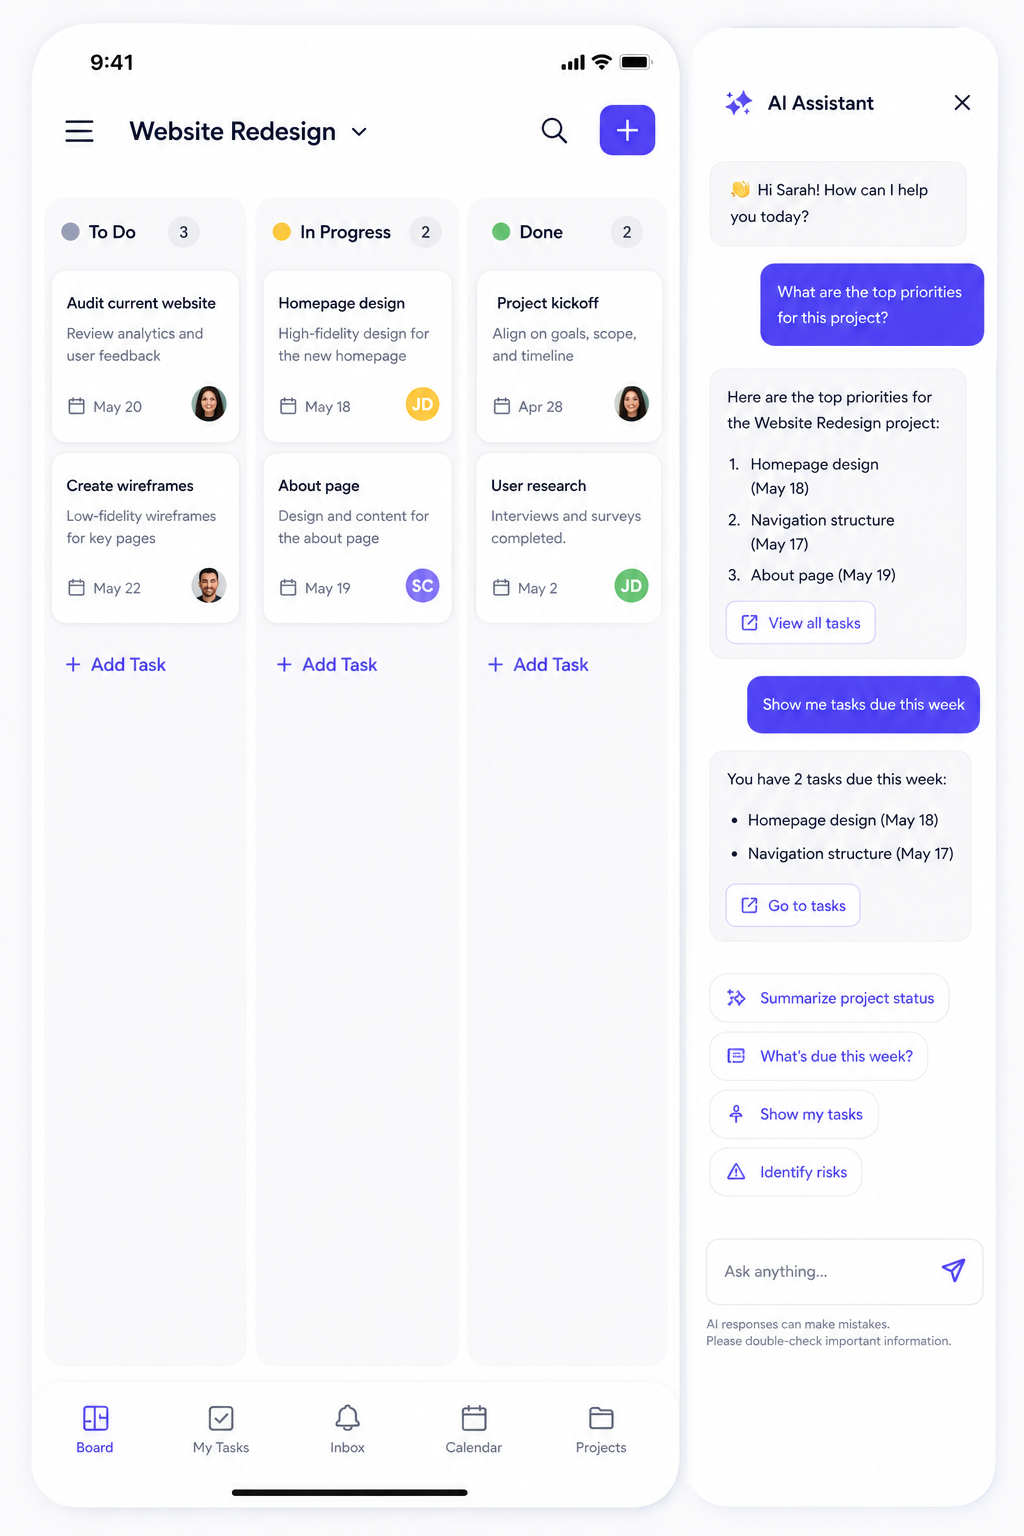 9:41
Website Redesign
To Do 3
Audit current website
Review analytics and
user feedback
May 20
Create wireframes
Low-fidelity wireframes
for key pages
May 22
+ Add Task
In Progress 2
Homepage design
High-fidelity design for
the new homepage
May 18
JD
About page
Design and content for
the about page
May 19
SC
+ Add Task
Done 2
Project kickoff
Align on goals, scope,
and timeline
Apr 28
User research
Interviews and surveys
completed.
May 2
JD
+ Add Task
Board
My Tasks
Inbox
Calendar
Projects
AI Assistant
👋 Hi Sarah! How can I help
you today?
What are the top priorities
for this project?
Here are the top priorities for
the Website Redesign project:
1. Homepage design
(May 18)
2. Navigation structure
(May 17)
3. About page (May 19)
View all tasks
Show me tasks due this week
You have 2 tasks due this week:
• Homepage design (May 18)
• Navigation structure (May 17)
Go to tasks
Summarize project status
What's due this week?
Show my tasks
Identify risks
Ask anything...
AI responses can make mistakes.
Please double-check important information.